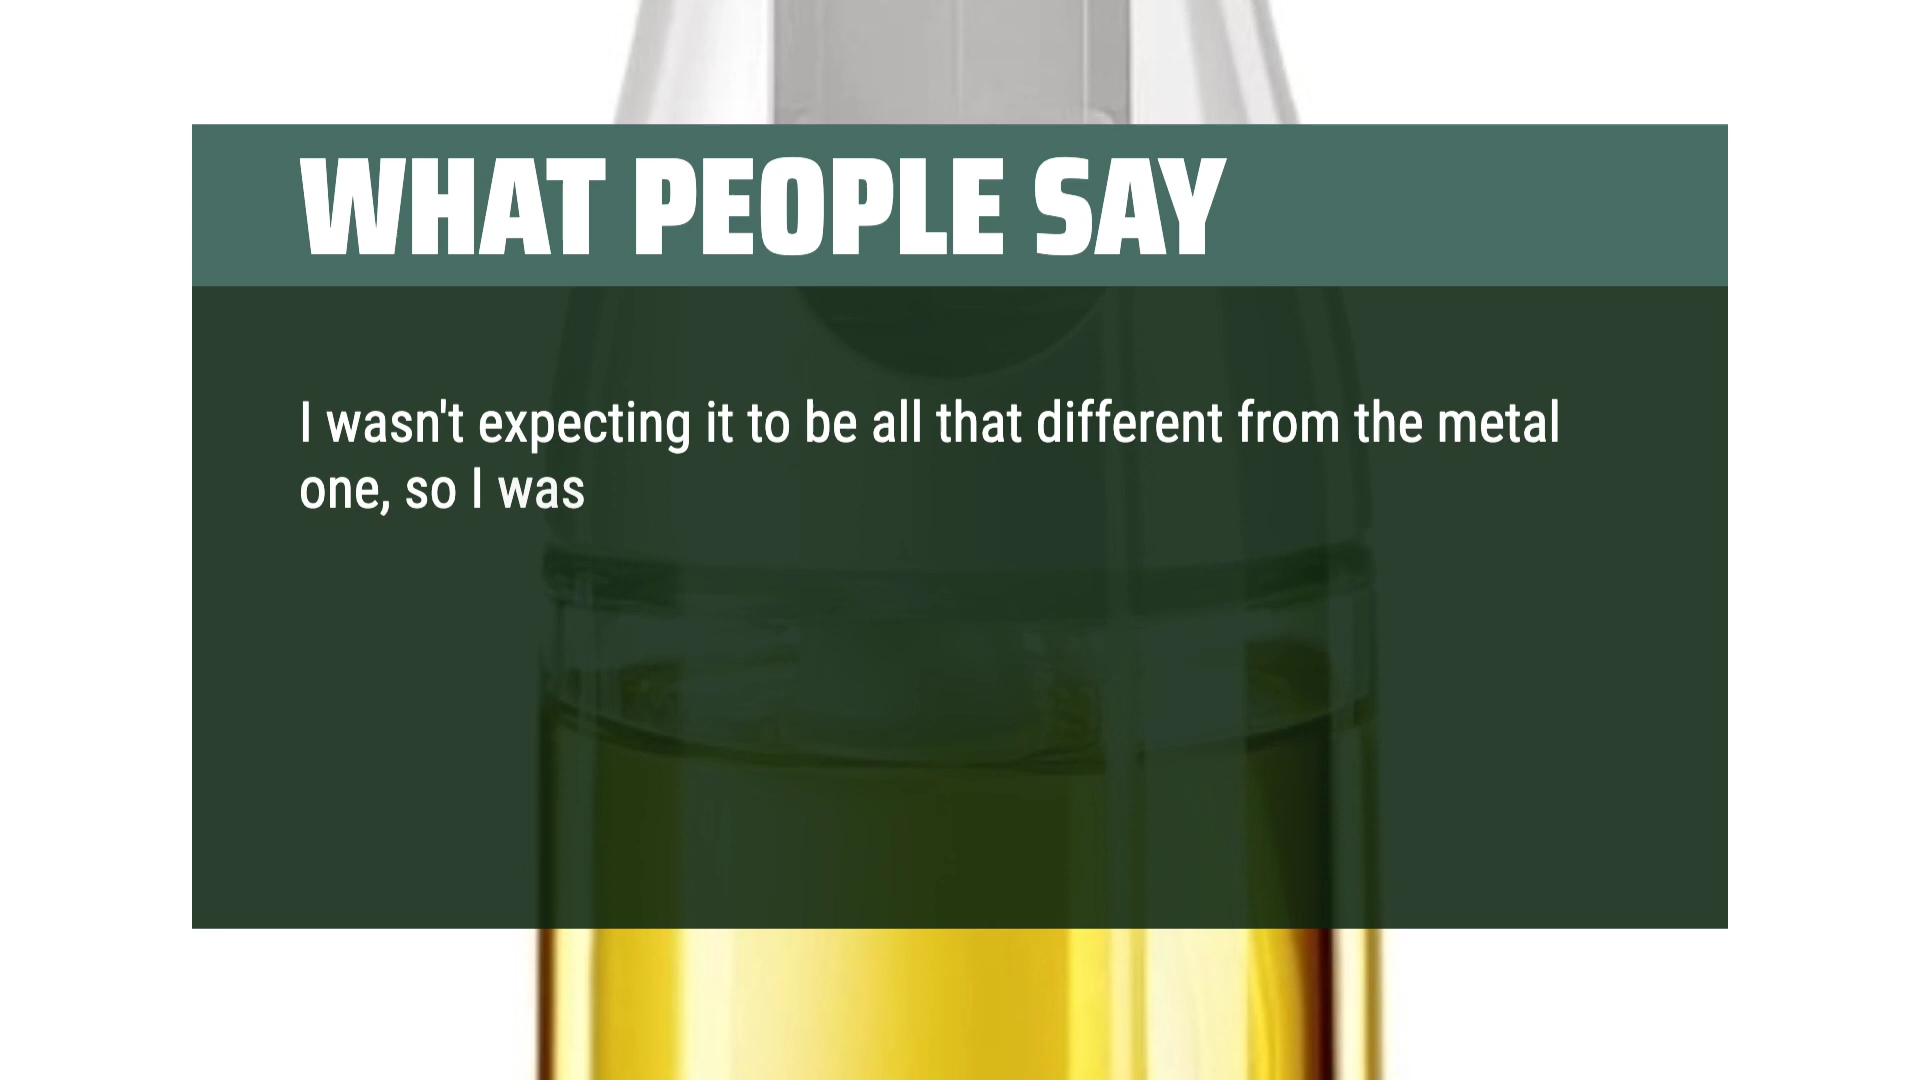 WHAT PEOPLE SAY
I wasn't expecting it to be all that different from the metal
one, so I was